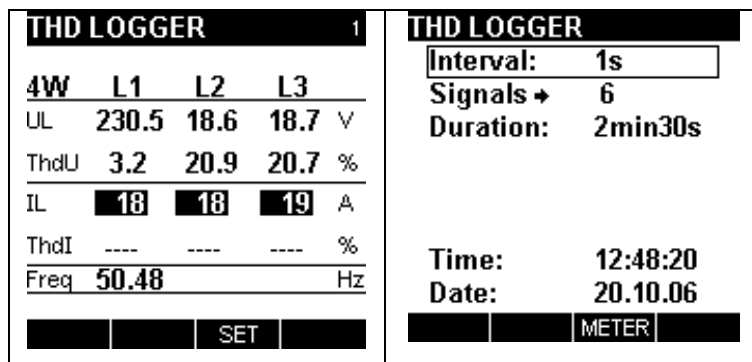 THD LOGGER 1
4W L1 L2 L3
UL 230.5 18.6 18.7 V
ThdU 3.2 20.9 20.7 %
IL 18 18 19 A
ThdI ---- ---- ---- %
Freq 50.48 Hz
SET
THD LOGGER
Interval: 1s
Signals → 6
Duration: 2min30s
Time: 12:48:20
Date: 20.10.06
METER